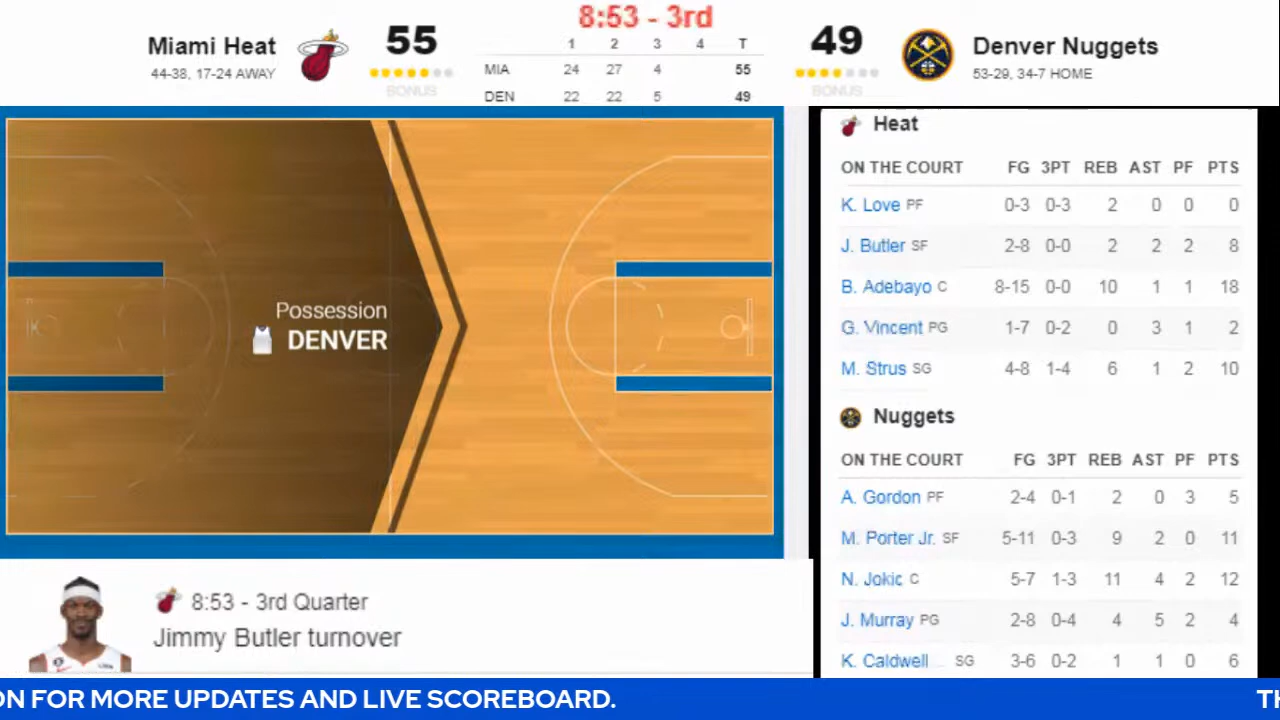 8:53 - 3rd
Miami Heat
44-38, 17-24 AWAY
55
BONUS
1 2 3 4 T
MIA 24 27 4 55
DEN 22 22 5 49
49
BONUS
Denver Nuggets
53-29, 34-7 HOME
Possession
DENVER
8:53 - 3rd Quarter
Jimmy Butler turnover
Heat
ON THE COURT FG 3PT REB AST PF PTS
K. Love PF 0-3 0-3 2 0 0 0
J. Butler SF 2-8 0-0 2 2 2 8
B. Adebayo C 8-15 0-0 10 1 1 18
G. Vincent PG 1-7 0-2 0 3 1 2
M. Strus SG 4-8 1-4 6 1 2 10
Nuggets
ON THE COURT FG 3PT REB AST PF PTS
A. Gordon PF 2-4 0-1 2 0 3 5
M. Porter Jr. SF 5-11 0-3 9 2 0 11
N. Jokic C 5-7 1-3 11 4 2 12
J. Murray PG 2-8 0-4 4 5 2 4
K. Caldwell SG 3-6 0-2 1 1 0 6
ON FOR MORE UPDATES AND LIVE SCOREBOARD. TH